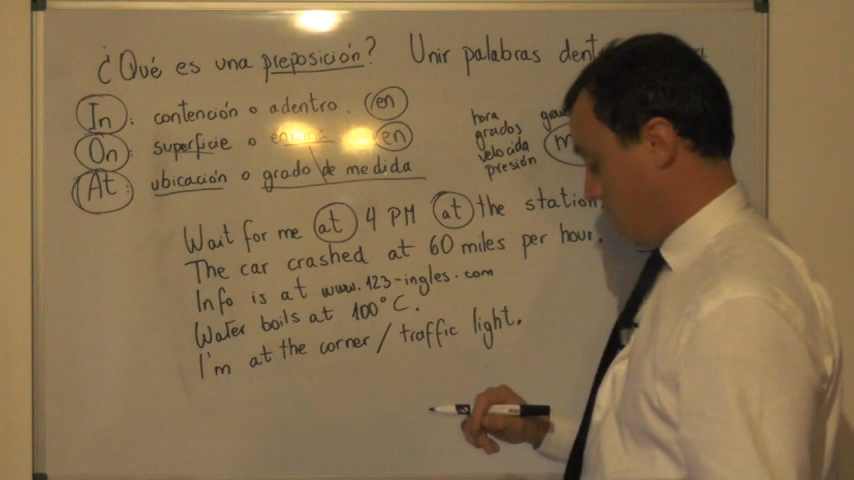 ¿Qué es una preposición? Unir palabras
In: contención o adentro. en
On: superficie o encima en
At: ubicación o grado de medida
hora
grados
velocida
presión
Wait for me at 4 PM at the station
The car crashed at 60 miles per hour.
Info is at www.123-ingles.com
Water boils at 100°C.
I'm at the corner/traffic light.